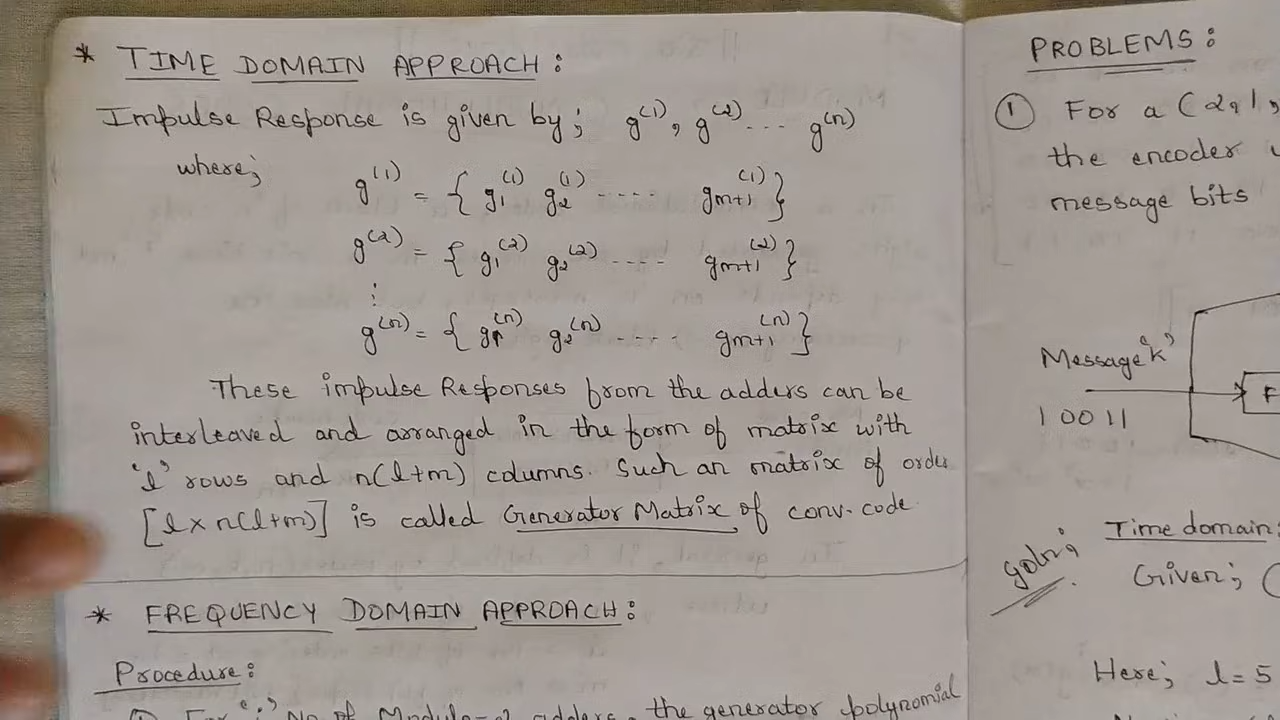 * TIME DOMAIN APPROACH:
Impulse Response is given by; g^(1), g^(2) ... g^(n)
where;
g^(1) = { g1^(1) g2^(1) ----- gm+1^(1) }
g^(2) = { g1^(2) g2^(2) ----- gm+1^(2) }
⋮
g^(n) = { g1^(n) g2^(n) ----- gm+1^(n) }
These impulse Responses from the adders can be
interleaved and arranged in the form of matrix with
'l' rows and n(l+m) columns. Such an matrix of order
[l x n(l+m)] is called Generator Matrix of conv. code.
* FREQUENCY DOMAIN APPROACH:
Procedure:
the generator polynomial
PROBLEMS:
① For a (2,1,
the encoder
message bits
Message 'k'
10011
F
Soln;
Time domain
Given; (
Here; l=5